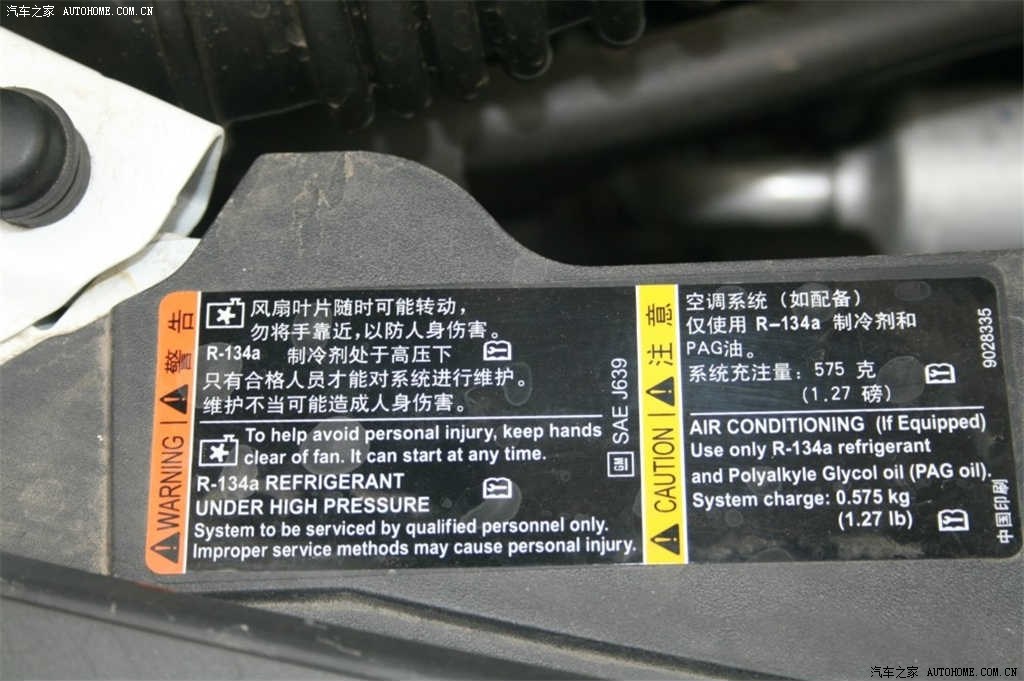 汽车之家 AUTOHOME.COM.CN
警告
WARNING
风扇叶片随时可能转动，
勿将手靠近，以防人身伤害。
R-134a 制冷剂处于高压下
只有合格人员才能对系统进行维护。
维护不当可能造成人身伤害。
To help avoid personal injury, keep hands
clear of fan. It can start at any time.
R-134a REFRIGERANT
UNDER HIGH PRESSURE
System to be serviced by qualified personnel only.
Improper service methods may cause personal injury.
SAE J639
GM
注意
CAUTION
空调系统（如配备）
仅使用 R-134a 制冷剂和
PAG油。
系统充注量：575 克
(1.27 磅)
AIR CONDITIONING (If Equipped)
Use only R-134a refrigerant
and Polyalkyle Glycol oil (PAG oil).
System charge: 0.575 kg
(1.27 lb)
9028335
中国印刷
汽车之家 AUTOHOME.COM.CN